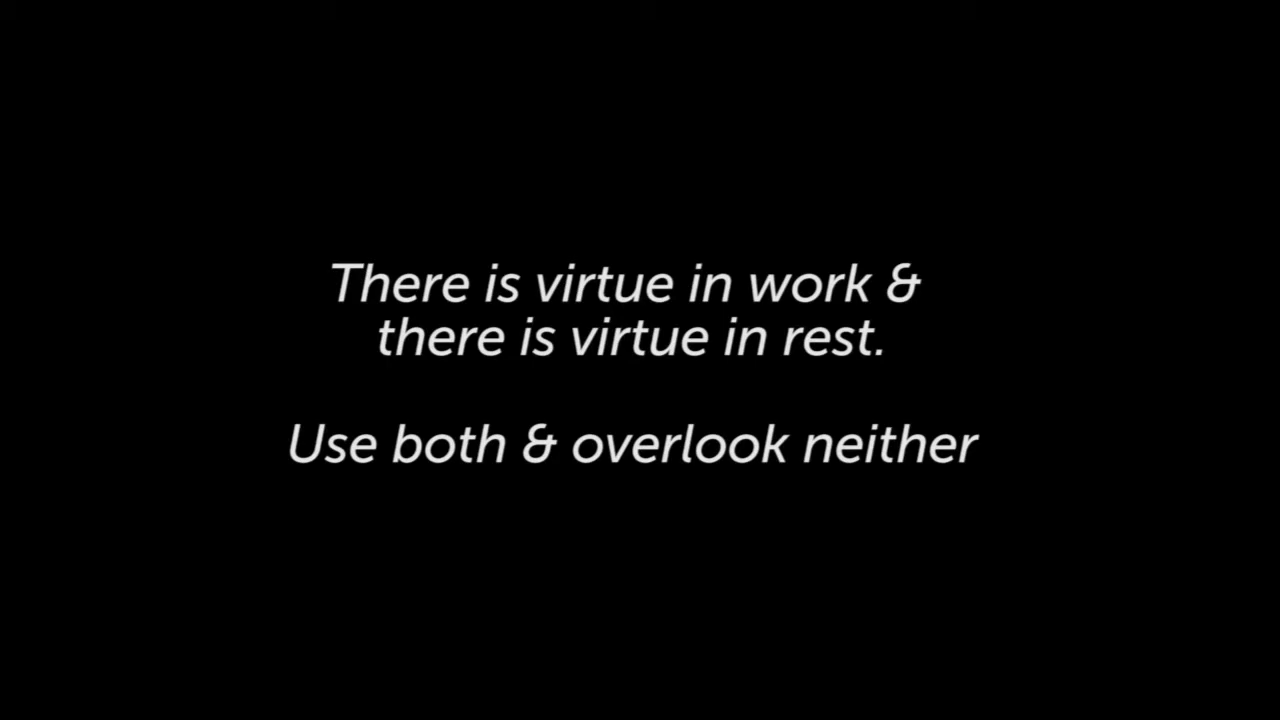 There is virtue in work &
there is virtue in rest.
Use both & overlook neither